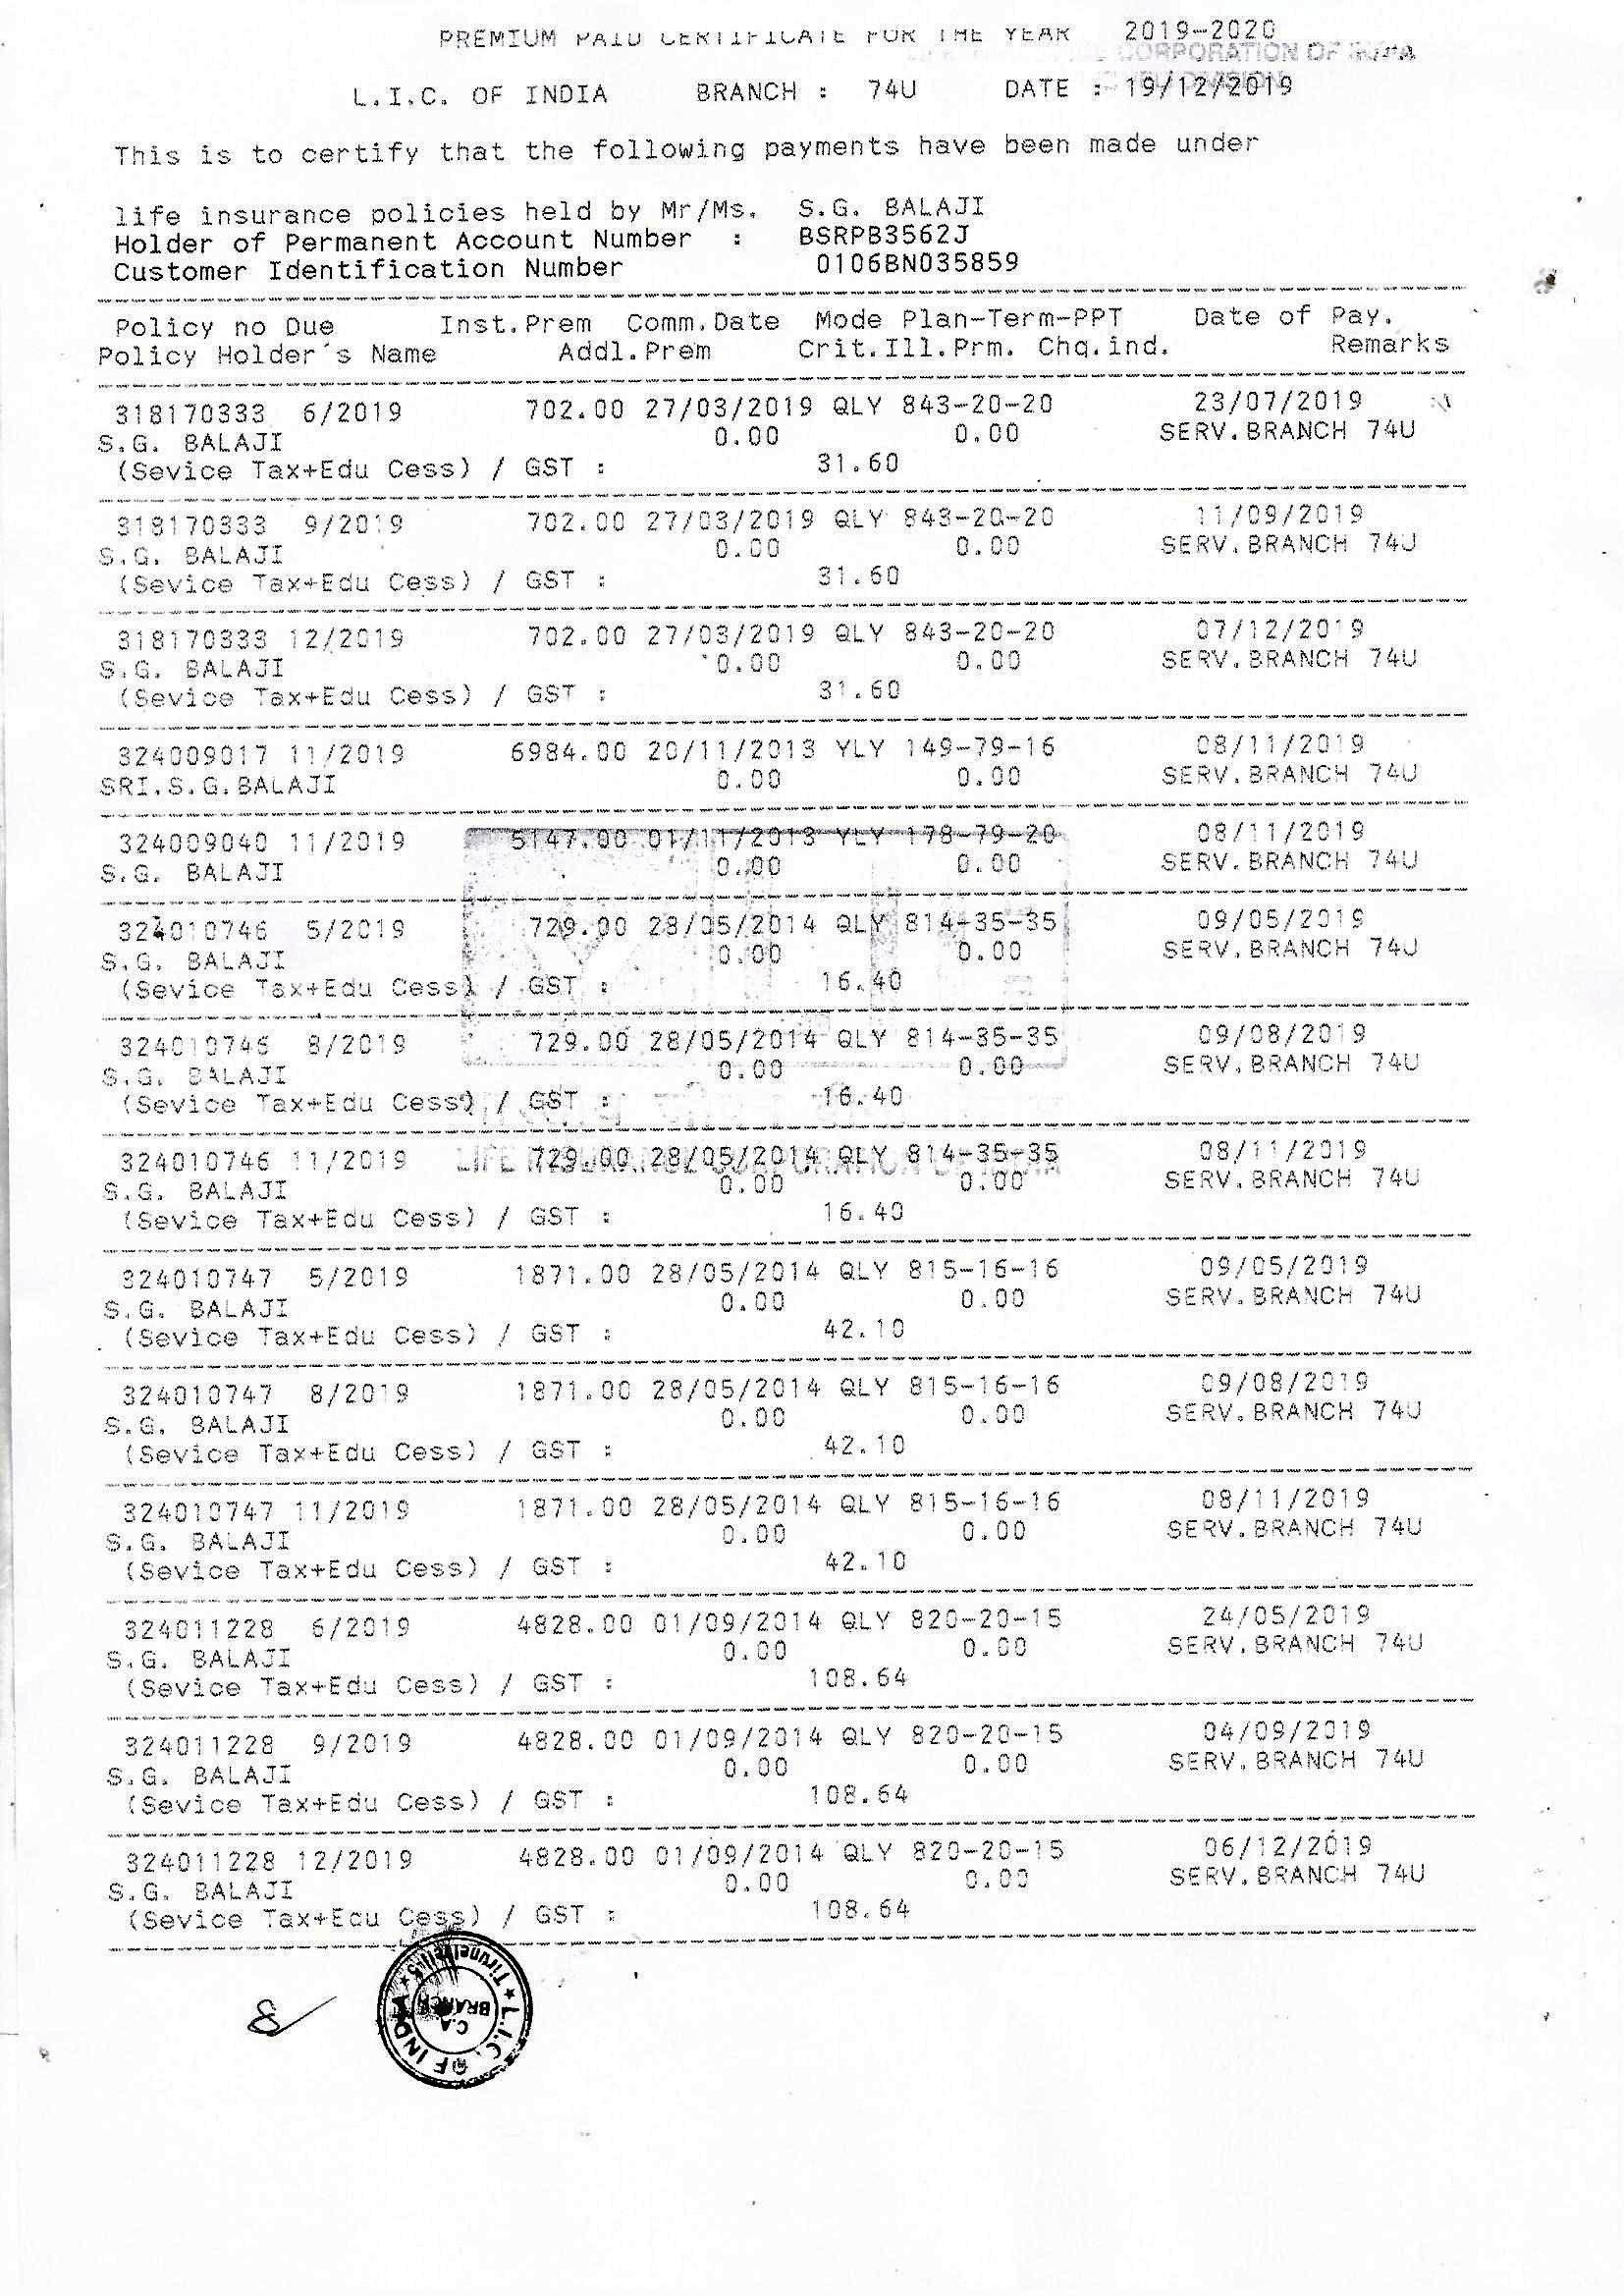 PREMIUM PAID CERTIFICATE FOR THE YEAR 2019-2020
CORPORATION OF INDIA
L.I.C. OF INDIA BRANCH : 74U DATE : 19/12/2019
This is to certify that the following payments have been made under
life insurance policies held by Mr/Ms. S.G. BALAJI
Holder of Permanent Account Number : BSRPB3562J
Customer Identification Number 0106BN035859
Policy no Due Inst.Prem Comm.Date Mode Plan-Term-PPT Date of Pay.
Policy Holder's Name Addl.Prem Crit.Ill.Prm. Chq.ind. Remarks
318170333 6/2019 702.00 27/03/2019 QLY 843-20-20 23/07/2019
S.G. BALAJI 0.00 0.00 SERV.BRANCH 74U
(Sevice Tax+Edu Cess) / GST : 31.60
318170333 9/2019 702.00 27/03/2019 QLY 843-20-20 11/09/2019
S.G. BALAJI 0.00 0.00 SERV.BRANCH 74U
(Sevice Tax+Edu Cess) / GST : 31.60
318170333 12/2019 702.00 27/03/2019 QLY 843-20-20 07/12/2019
S.G. BALAJI 0.00 0.00 SERV.BRANCH 74U
(Sevice Tax+Edu Cess) / GST : 31.60
324009017 11/2019 6984.00 20/11/2013 YLY 149-79-16 08/11/2019
SRI.S.G.BALAJI 0.00 0.00 SERV.BRANCH 74U
324009040 11/2019 5147.00 01/11/2013 YLY 178-79-20 08/11/2019
S.G. BALAJI 0.00 0.00 SERV.BRANCH 74U
324010746 5/2019 729.00 28/05/2014 QLY 814-35-35 09/05/2019
S.G. BALAJI 0.00 0.00 SERV.BRANCH 74U
(Sevice Tax+Edu Cess) / GST : 16.40
324010746 8/2019 729.00 28/05/2014 QLY 814-35-35 09/08/2019
S.G. BALAJI 0.00 0.00 SERV.BRANCH 74U
(Sevice Tax+Edu Cess) / GST : 16.40
324010746 11/2019 729.00 28/05/2014 QLY 814-35-35 08/11/2019
S.G. BALAJI 0.00 0.00 SERV.BRANCH 74U
(Sevice Tax+Edu Cess) / GST : 16.40
324010747 5/2019 1871.00 28/05/2014 QLY 815-16-16 09/05/2019
S.G. BALAJI 0.00 0.00 SERV.BRANCH 74U
(Sevice Tax+Edu Cess) / GST : 42.10
324010747 8/2019 1871.00 28/05/2014 QLY 815-16-16 09/08/2019
S.G. BALAJI 0.00 0.00 SERV.BRANCH 74U
(Sevice Tax+Edu Cess) / GST : 42.10
324010747 11/2019 1871.00 28/05/2014 QLY 815-16-16 08/11/2019
S.G. BALAJI 0.00 0.00 SERV.BRANCH 74U
(Sevice Tax+Edu Cess) / GST : 42.10
324011228 6/2019 4828.00 01/09/2014 QLY 820-20-15 24/05/2019
S.G. BALAJI 0.00 0.00 SERV.BRANCH 74U
(Sevice Tax+Edu Cess) / GST : 108.64
324011228 9/2019 4828.00 01/09/2014 QLY 820-20-15 04/09/2019
S.G. BALAJI 0.00 0.00 SERV.BRANCH 74U
(Sevice Tax+Edu Cess) / GST : 108.64
324011228 12/2019 4828.00 01/09/2014 QLY 820-20-15 06/12/2019
S.G. BALAJI 0.00 0.00 SERV.BRANCH 74U
(Sevice Tax+Edu Cess) / GST : 108.64
L.I.C. OF INDIA
C.A
BRANCH